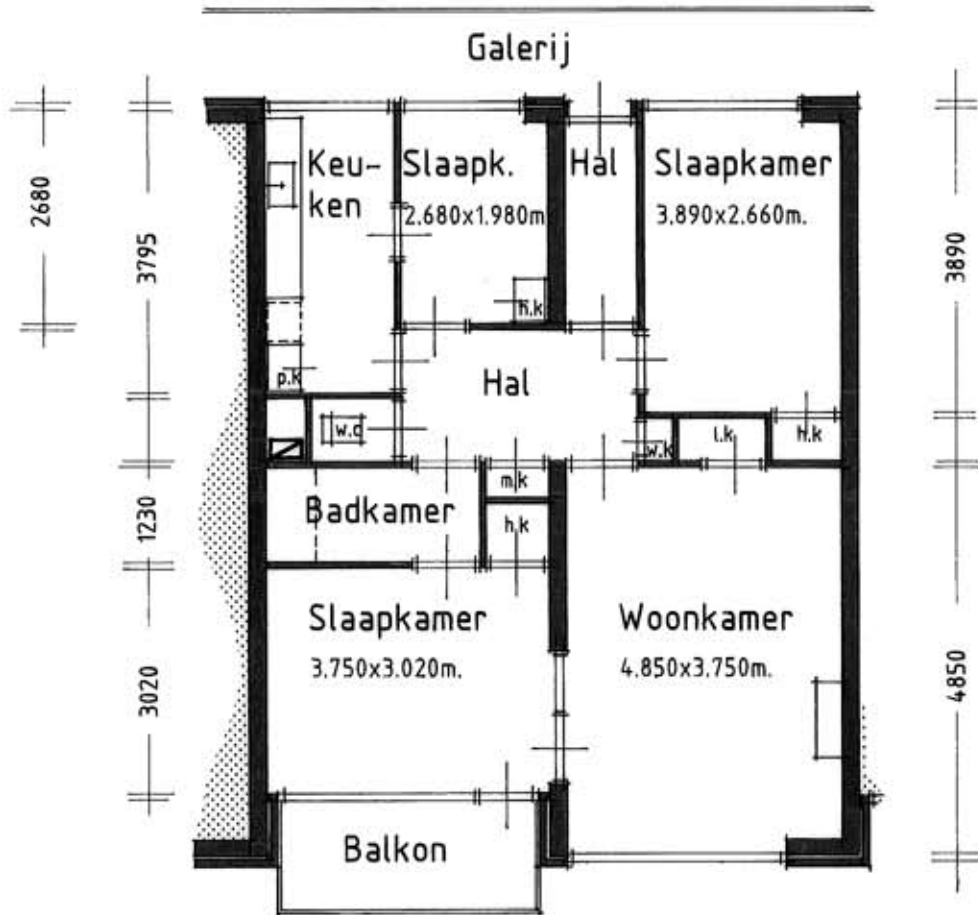 Galerij
Keu-
ken
Slaapk.
2.680x1.980m
Hal
Slaapkamer
3.890x2.660m.
h.k
p.k
Hal
w.c
w.k
l.k
h.k
m.k
Badkamer
h.k
Slaapkamer
3.750x3.020m.
Woonkamer
4.850x3.750m.
Balkon
2680
3795
1230
3020
3890
4850